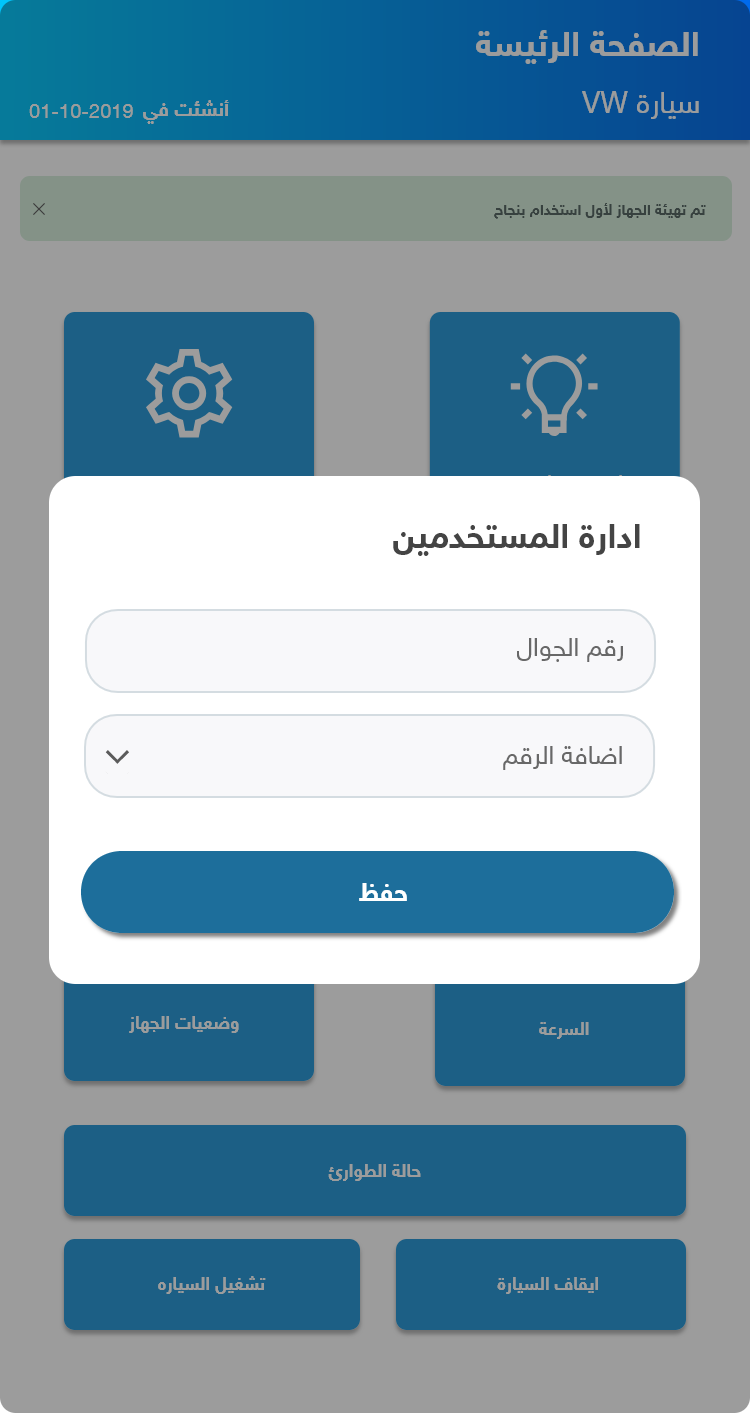 الصفحة الرئيسة
سيارة VW
أنشئت في 01-10-2019
تم تهيئة الجهاز لأول استخدام بنجاح
ادارة المستخدمين
رقم الجوال
اضافة الرقم
حفظ
السرعة
وضعيات الجهاز
حالة الطوارئ
ايقاف السيارة
تشغيل السياره